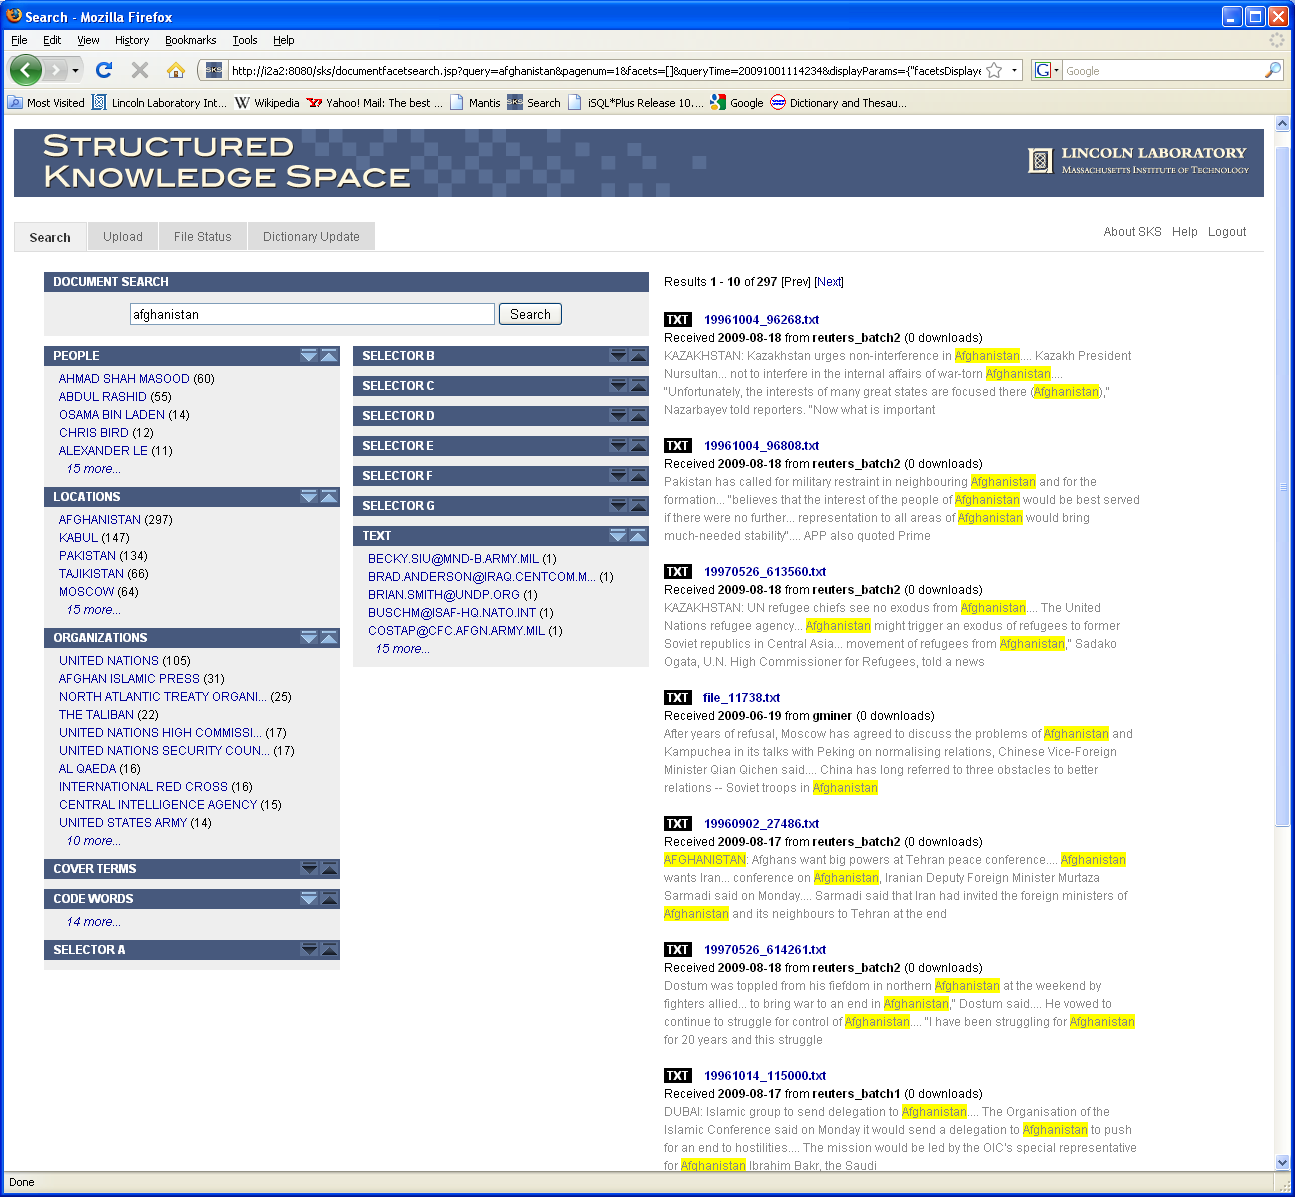 Search - Mozilla Firefox
File Edit View History Bookmarks Tools Help
SKS http://i2a2:8080/sks/documentfacetsearch.jsp?query=afghanistan&pagenum=1&facets=[]&queryTime=20091001114234&displayParams={"facetsDisplaye G Google
Most Visited Lincoln Laboratory Int... W Wikipedia Yahoo! Mail: The best ... Mantis SKS Search iSQL*Plus Release 10.... Google Dictionary and Thesau...
STRUCTURED
KNOWLEDGE SPACE
LINCOLN LABORATORY
MASSACHUSETTS INSTITUTE OF TECHNOLOGY
Search Upload File Status Dictionary Update
About SKS Help Logout
DOCUMENT SEARCH
afghanistan Search
PEOPLE
AHMAD SHAH MASOOD (60)
ABDUL RASHID (55)
OSAMA BIN LADEN (14)
CHRIS BIRD (12)
ALEXANDER LE (11)
15 more...
LOCATIONS
AFGHANISTAN (297)
KABUL (147)
PAKISTAN (134)
TAJIKISTAN (66)
MOSCOW (64)
15 more...
ORGANIZATIONS
UNITED NATIONS (105)
AFGHAN ISLAMIC PRESS (31)
NORTH ATLANTIC TREATY ORGANI... (25)
THE TALIBAN (22)
UNITED NATIONS HIGH COMMISSI... (17)
UNITED NATIONS SECURITY COUN... (17)
AL QAEDA (16)
INTERNATIONAL RED CROSS (16)
CENTRAL INTELLIGENCE AGENCY (15)
UNITED STATES ARMY (14)
10 more...
COVER TERMS
CODE WORDS
14 more...
SELECTOR A
SELECTOR B
SELECTOR C
SELECTOR D
SELECTOR E
SELECTOR F
SELECTOR G
TEXT
BECKY.SIU@MND-B.ARMY.MIL (1)
BRAD.ANDERSON@IRAQ.CENTCOM.M... (1)
BRIAN.SMITH@UNDP.ORG (1)
BUSCHM@ISAF-HQ.NATO.INT (1)
COSTAP@CFC.AFGN.ARMY.MIL (1)
15 more...
Results 1 - 10 of 297 [Prev] [Next]
TXT 19961004_96268.txt
Received 2009-08-18 from reuters_batch2 (0 downloads)
KAZAKHSTAN: Kazakhstan urges non-interference in Afghanistan.... Kazakh President
Nursultan... not to interfere in the internal affairs of war-torn Afghanistan....
"Unfortunately, the interests of many great states are focused there (Afghanistan),"
Nazarbayev told reporters. "Now what is important
TXT 19961004_96808.txt
Received 2009-08-18 from reuters_batch2 (0 downloads)
Pakistan has called for military restraint in neighbouring Afghanistan and for the
formation... "believes that the interest of the people of Afghanistan would be best served
if there were no further... representation to all areas of Afghanistan would bring
much-needed stability".... APP also quoted Prime
TXT 19970526_613560.txt
Received 2009-08-18 from reuters_batch2 (0 downloads)
KAZAKHSTAN: UN refugee chiefs see no exodus from Afghanistan.... The United
Nations refugee agency... Afghanistan might trigger an exodus of refugees to former
Soviet republics in Central Asia... movement of refugees from Afghanistan," Sadako
Ogata, U.N. High Commissioner for Refugees, told a news
TXT file_11738.txt
Received 2009-06-19 from gminer (0 downloads)
After years of refusal, Moscow has agreed to discuss the problems of Afghanistan and
Kampuchea in its talks with Peking on normalising relations, Chinese Vice-Foreign
Minister Qian Qichen said.... China has long referred to three obstacles to better
relations -- Soviet troops in Afghanistan
TXT 19960902_27486.txt
Received 2009-08-17 from reuters_batch2 (0 downloads)
AFGHANISTAN: Afghans want big powers at Tehran peace conference.... Afghanistan
wants Iran... conference on Afghanistan, Iranian Deputy Foreign Minister Murtaza
Sarmadi said on Monday.... Sarmadi said that Iran had invited the foreign ministers of
Afghanistan and its neighbours to Tehran at the end
TXT 19970526_614261.txt
Received 2009-08-18 from reuters_batch2 (0 downloads)
Dostum was toppled from his fiefdom in northern Afghanistan at the weekend by
fighters allied... to bring war to an end in Afghanistan," Dostum said.... He vowed to
continue to struggle for control of Afghanistan.... "I have been struggling for Afghanistan
for 20 years and this struggle
TXT 19961014_115000.txt
Received 2009-08-17 from reuters_batch1 (0 downloads)
DUBAI: Islamic group to send delegation to Afghanistan.... The Organisation of the
Islamic Conference said on Monday it would send a delegation to Afghanistan to push
for an end to hostilities.... The mission would be led by the OIC's special representative
for Afghanistan Ibrahim Bakr, the Saudi
Done